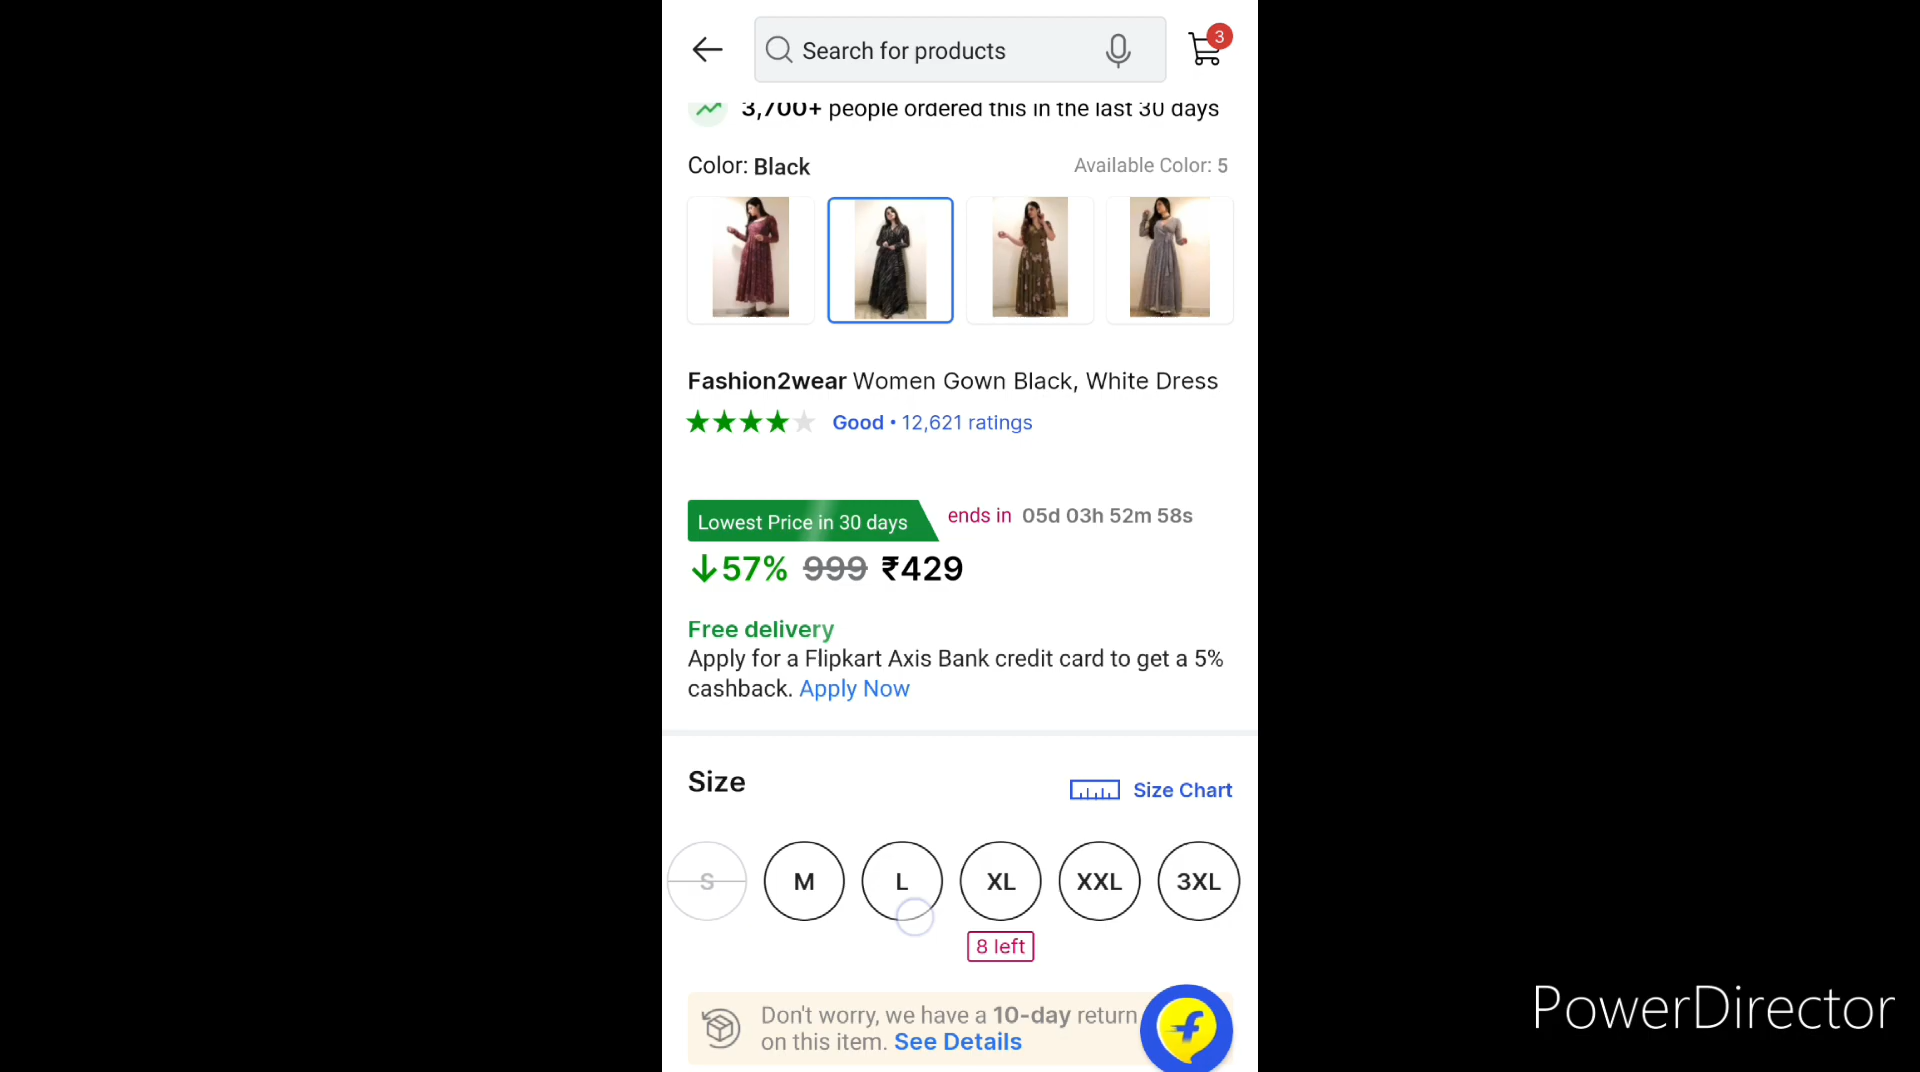 Search for products
3
3,700+ people ordered this in the last 30 days
Color: Black
Available Color: 5
Fashion2wear Women Gown Black, White Dress
Good • 12,621 ratings
Lowest Price in 30 days
ends in 05d 03h 52m 58s
↓57% 999 ₹429
Free delivery
Apply for a Flipkart Axis Bank credit card to get a 5%
cashback. Apply Now
Size
Size Chart
S M L XL XXL 3XL
8 left
Don't worry, we have a 10-day return
on this item. See Details
f
PowerDirector